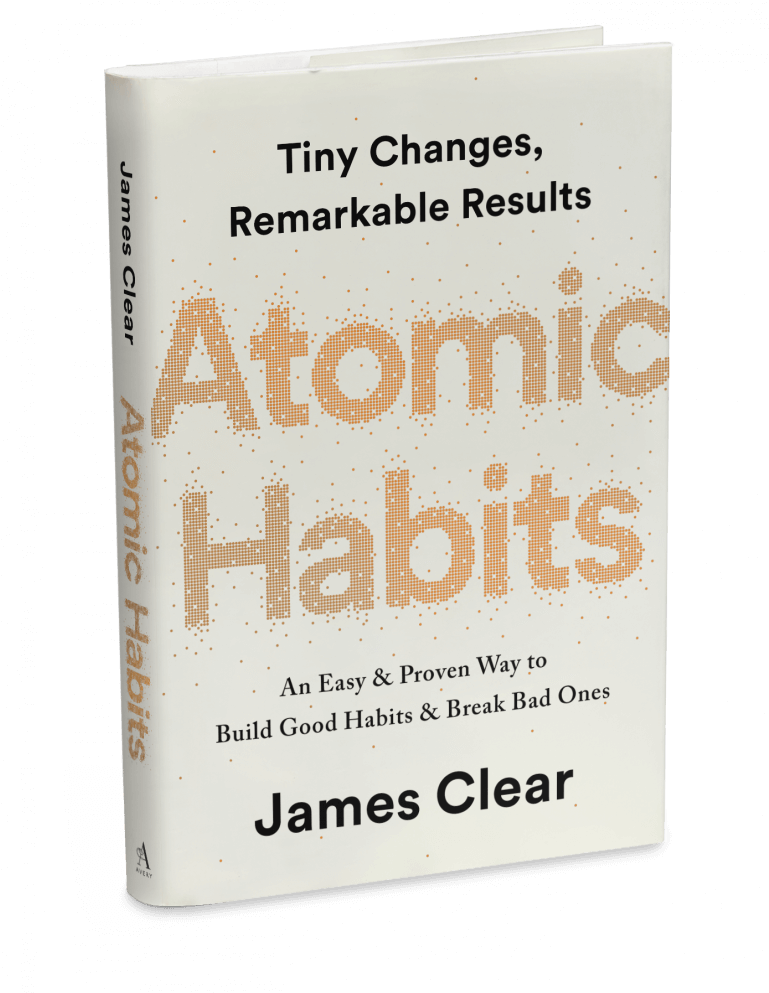 Tiny Changes,
Remarkable Results
Atomic
Habits
An Easy & Proven Way to
Build Good Habits & Break Bad Ones
James Clear
James Clear
Atomic Habits
A
AVERY